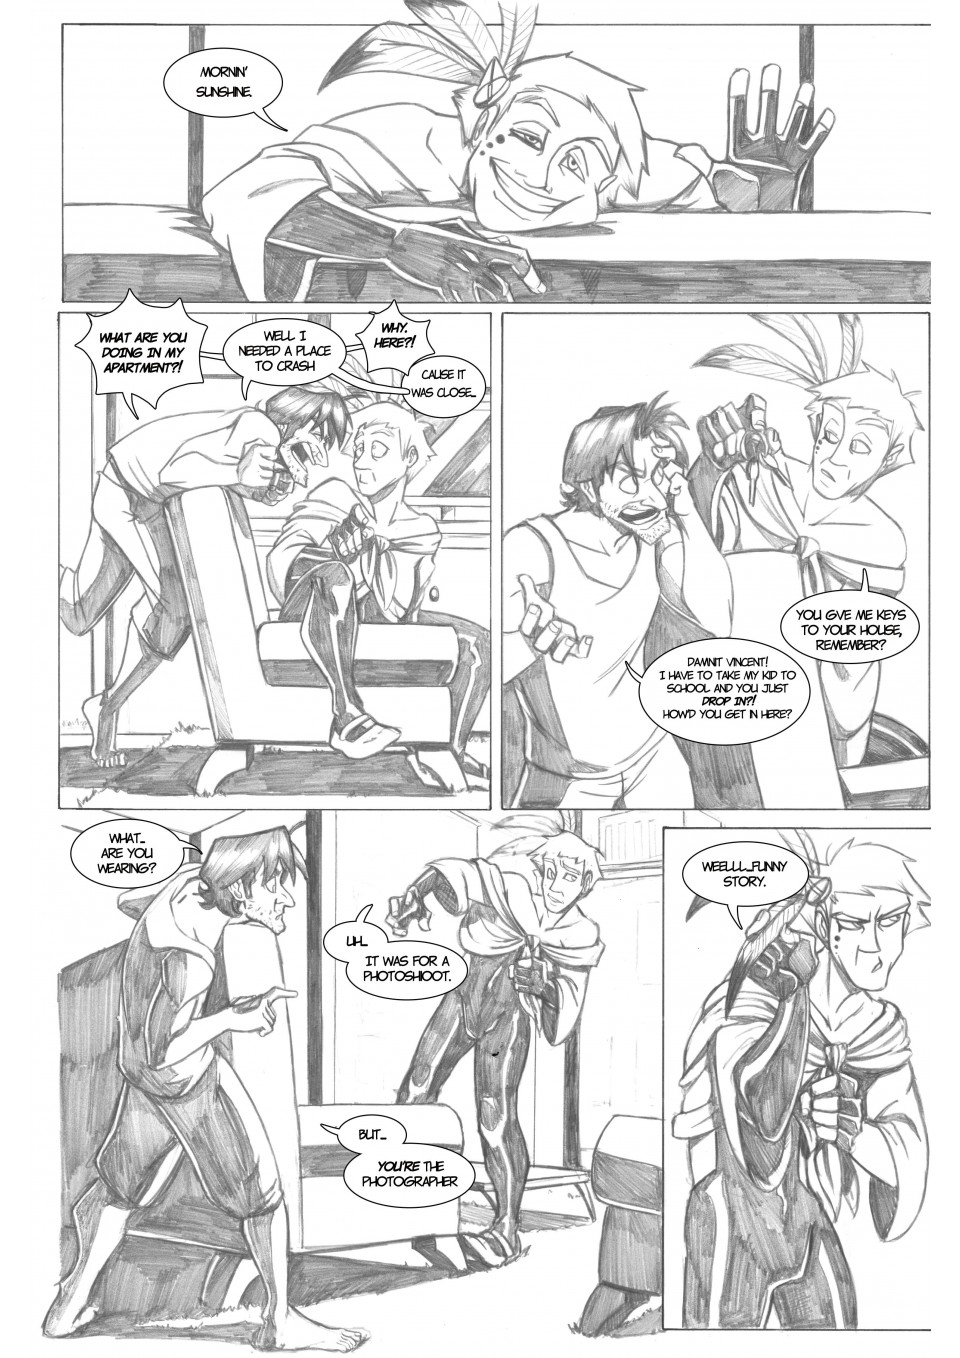 MORNIN'
SUNSHINE.
WHAT ARE YOU
DOING IN MY
APARTMENT?!
WELL I
NEEDED A PLACE
TO CRASH
WHY.
HERE?!
CAUSE IT
WAS CLOSE...
DAMNIT VINCENT!
I HAVE TO TAKE MY KID TO
SCHOOL AND YOU JUST
DROP IN?!
HOW'D YOU GET IN HERE?
YOU GIVE ME KEYS
TO YOUR HOUSE,
REMEMBER?
WHAT...
ARE YOU
WEARING?
UH...
IT WAS FOR A
PHOTOSHOOT.
BUT...
YOU'RE THE
PHOTOGRAPHER
WEELLL...FUNNY
STORY.